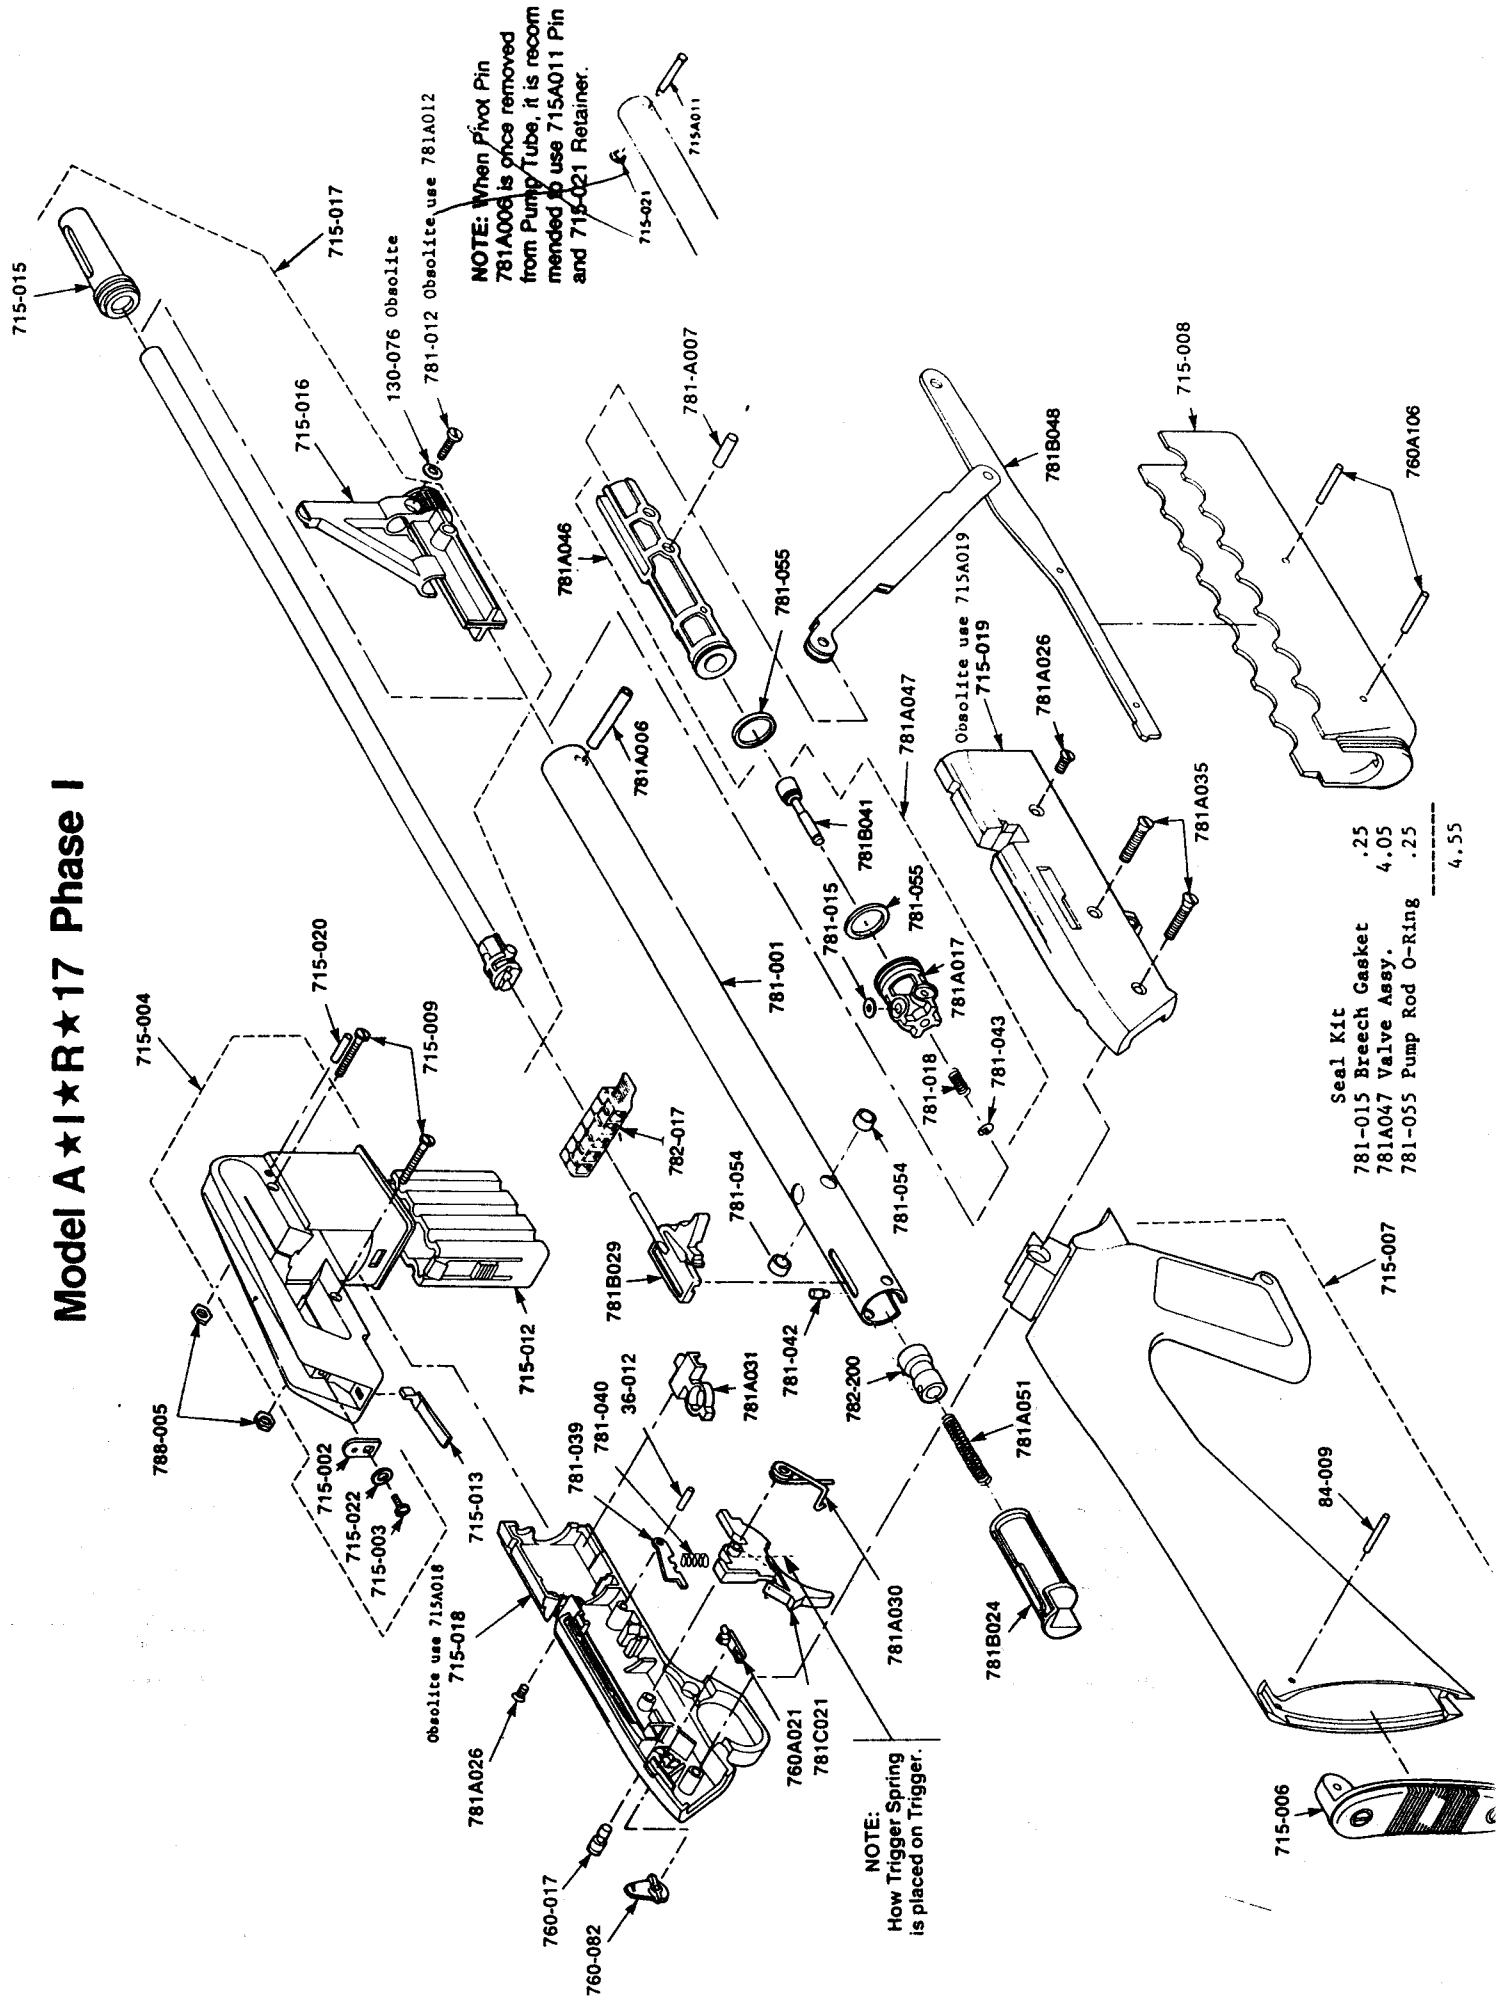 Model A★I★R★17 Phase I
715-015
715-017
715-016
130-076 Obsolite
781-012 Obsolite use 781A012
NOTE: When Pivot Pin
781A006 is once removed
from Pump Tube, it is recom
mended to use 715A011 Pin
and 715-021 Retainer.
715-021
715A011
715-004
715-020
715-009
788-005
715-002
715-022
715-003
715-013
715-012
782-017
781B029
781-054
781-054
781-001
781A006
781A046
781-A007
781-055
781B041
781A047
781-015
781-055
781A017
781-018
781-043
781B048
715-008
760A106
Obsolite use 715A019
715-019
781A026
781A035
Obsolite use 715A018
715-018
781A026
781-039
781-040
36-012
781A031
781-042
782-200
781A051
781B024
781A030
760A021
781C021
760-017
760-082
NOTE:
How Trigger Spring
is placed on Trigger.
84-009
715-007
715-006
Seal Kit
781-015 Breech Gasket .25
781A047 Valve Assy. 4.05
781-055 Pump Rod O-Ring .25
-------
4.55